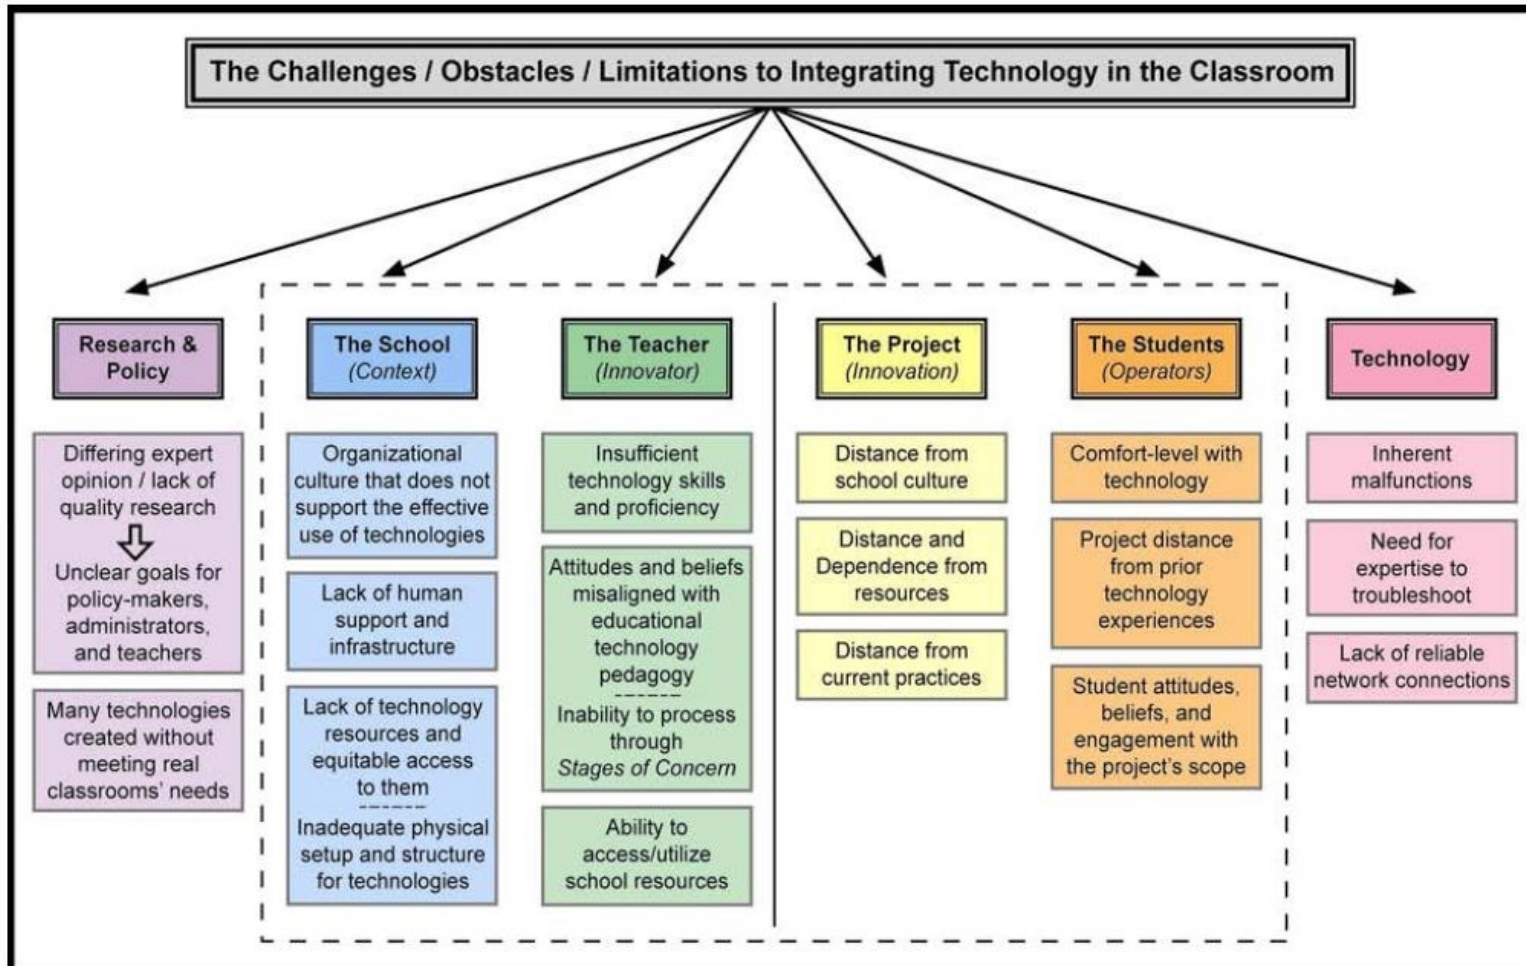 The Challenges / Obstacles / Limitations to Integrating Technology in the Classroom
Research &
Policy
Differing expert
opinion / lack of
quality research
Unclear goals for
policy-makers,
administrators,
and teachers
Many technologies
created without
meeting real
classrooms' needs
The School
(Context)
Organizational
culture that does not
support the effective
use of technologies
Lack of human
support and
infrastructure
Lack of technology
resources and
equitable access
to them
Inadequate physical
setup and structure
for technologies
The Teacher
(Innovator)
Insufficient
technology skills
and proficiency
Attitudes and beliefs
misaligned with
educational
technology
pedagogy
Inability to process
through
Stages of Concern
Ability to
access/utilize
school resources
The Project
(Innovation)
Distance from
school culture
Distance and
Dependence from
resources
Distance from
current practices
The Students
(Operators)
Comfort-level with
technology
Project distance
from prior
technology
experiences
Student attitudes,
beliefs, and
engagement with
the project's scope
Technology
Inherent
malfunctions
Need for
expertise to
troubleshoot
Lack of reliable
network connections